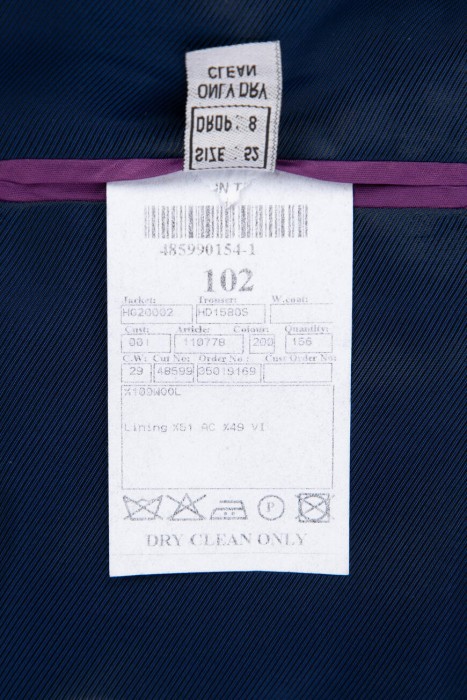 CLEAN
ONLY DRY
DROP: 8
SIZE : 52
485990154-1
102
Jacket: Trouser: W.coat:
HG20002 HD1580S
Cust: Article: Colour: Quantity:
001 110778 200 156
C.W: Cut No: Order No : Cust Order No:
29 48599 35019169
%100WOOL
Lining %51 AC %49 VI
P
DRY CLEAN ONLY